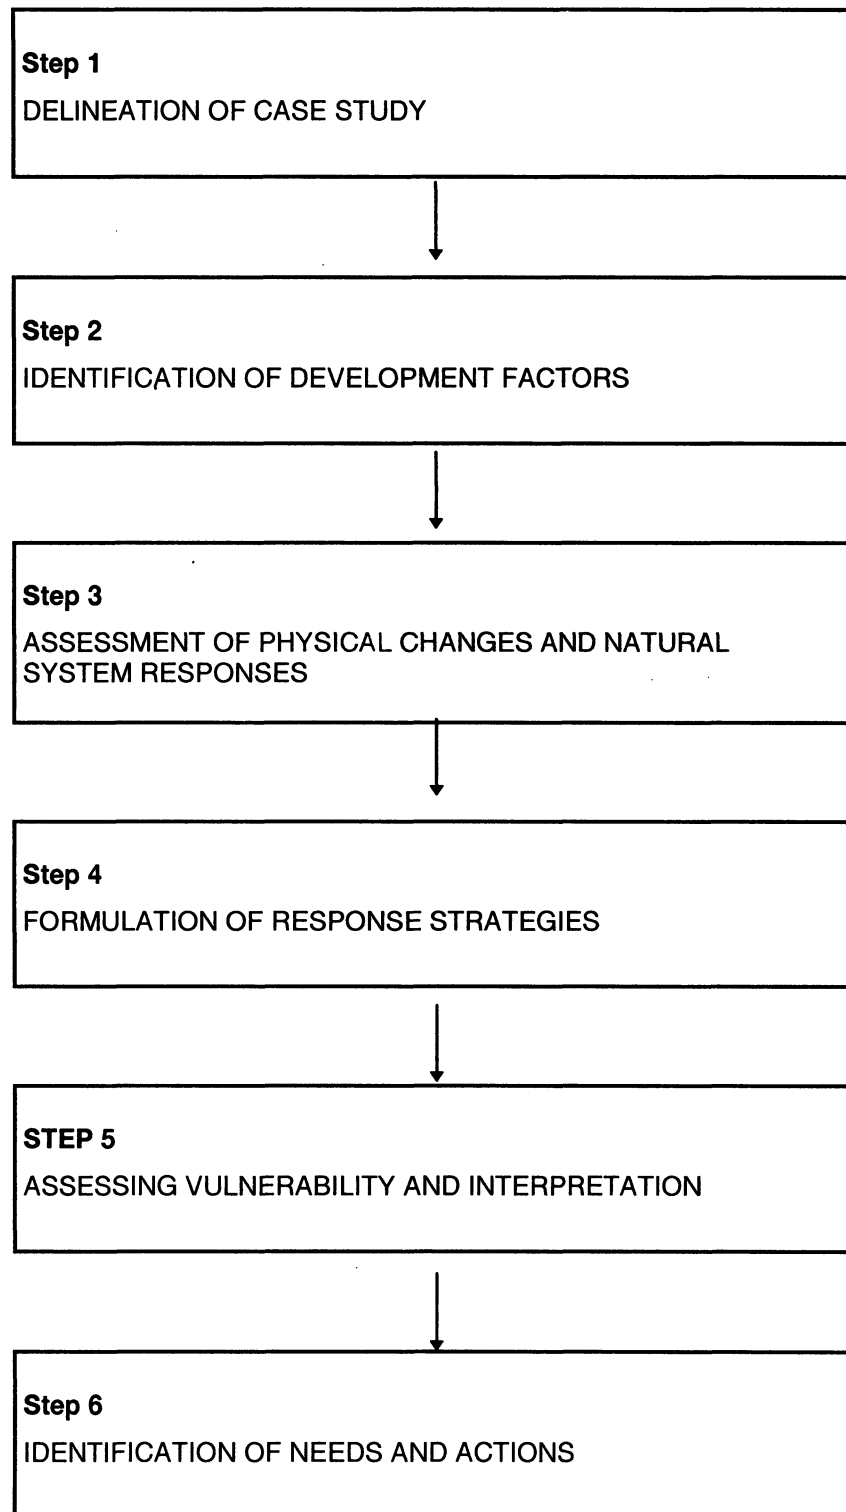 Step 1
DELINEATION OF CASE STUDY
Step 2
IDENTIFICATION OF DEVELOPMENT FACTORS
Step 3
ASSESSMENT OF PHYSICAL CHANGES AND NATURAL
SYSTEM RESPONSES
Step 4
FORMULATION OF RESPONSE STRATEGIES
STEP 5
ASSESSING VULNERABILITY AND INTERPRETATION
Step 6
IDENTIFICATION OF NEEDS AND ACTIONS